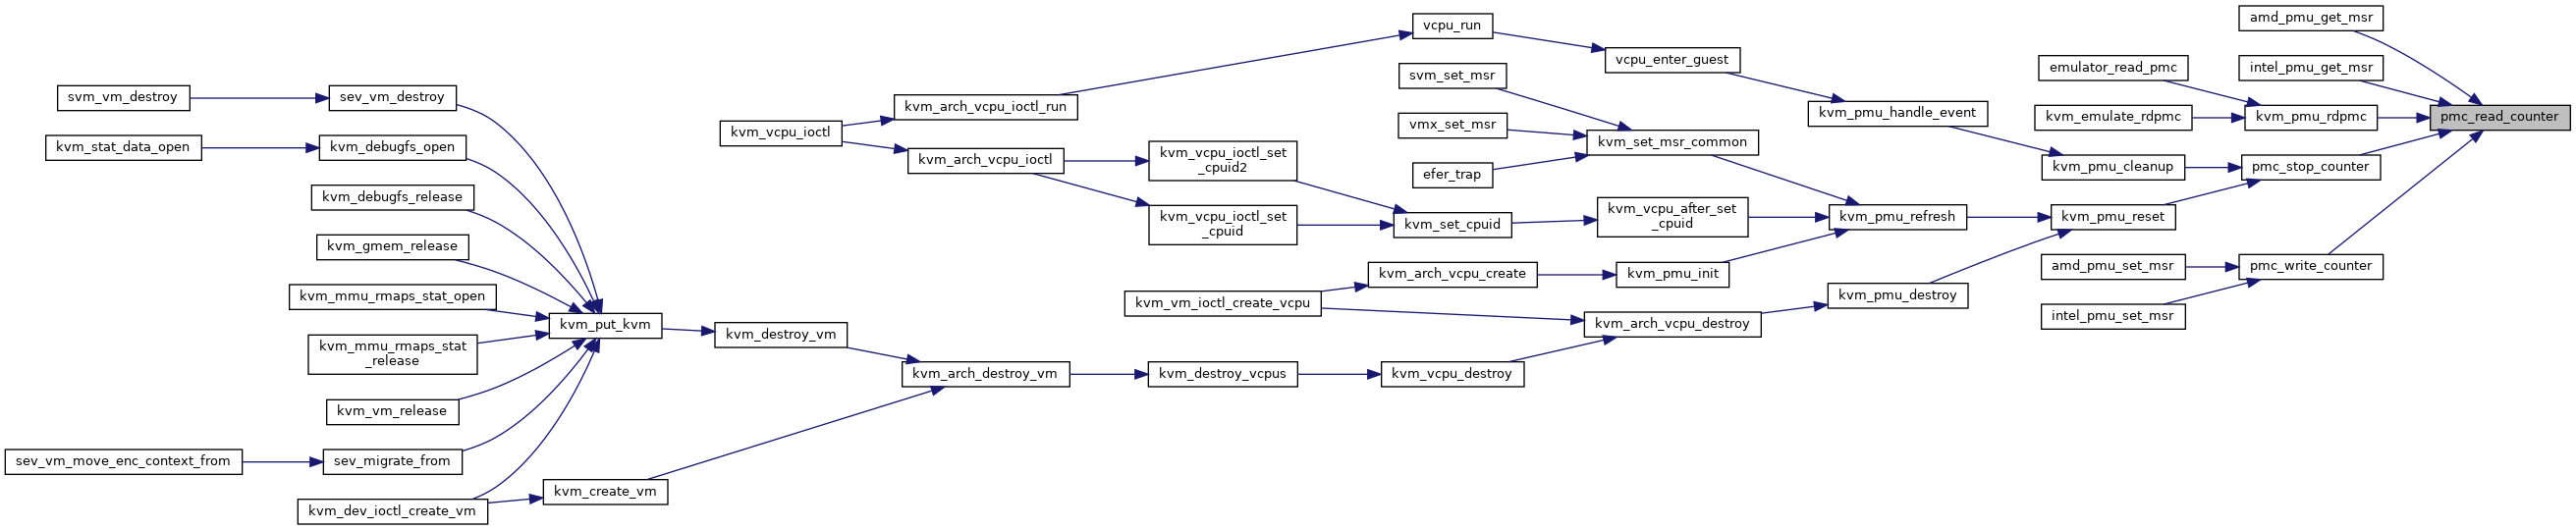 svm_vm_destroy
kvm_stat_data_open
sev_vm_move_enc_context_from
sev_vm_destroy
kvm_debugfs_open
kvm_debugfs_release
kvm_gmem_release
kvm_mmu_rmaps_stat_open
kvm_mmu_rmaps_stat
_release
kvm_vm_release
sev_migrate_from
kvm_dev_ioctl_create_vm
kvm_put_kvm
kvm_create_vm
kvm_vcpu_ioctl
kvm_destroy_vm
kvm_arch_vcpu_ioctl_run
kvm_arch_vcpu_ioctl
kvm_arch_destroy_vm
kvm_vcpu_ioctl_set
_cpuid2
kvm_vcpu_ioctl_set
_cpuid
kvm_vm_ioctl_create_vcpu
kvm_destroy_vcpus
vcpu_run
svm_set_msr
vmx_set_msr
efer_trap
kvm_set_cpuid
kvm_arch_vcpu_create
kvm_vcpu_destroy
vcpu_enter_guest
kvm_set_msr_common
kvm_vcpu_after_set
_cpuid
kvm_pmu_init
kvm_arch_vcpu_destroy
kvm_pmu_handle_event
kvm_pmu_refresh
kvm_pmu_destroy
emulator_read_pmc
kvm_emulate_rdpmc
kvm_pmu_cleanup
kvm_pmu_reset
amd_pmu_set_msr
intel_pmu_set_msr
amd_pmu_get_msr
intel_pmu_get_msr
kvm_pmu_rdpmc
pmc_stop_counter
pmc_write_counter
pmc_read_counter